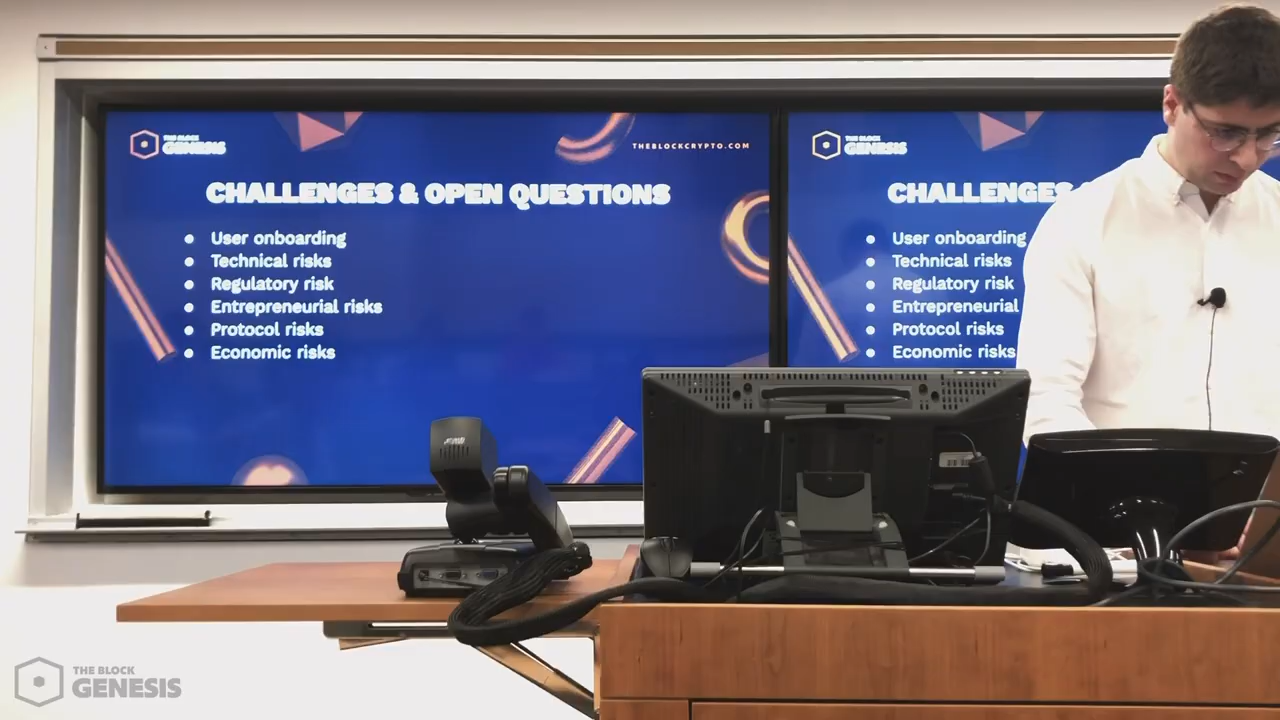 THE BLOCK
GENESIS
THEBLOCKCRYPTO.COM
CHALLENGES & OPEN QUESTIONS
● User onboarding
● Technical risks
● Regulatory risk
● Entrepreneurial risks
● Protocol risks
● Economic risks
THE BLOCK
GENESIS
CHALLENGES
● User onboarding
● Technical risks
● Regulatory risk
● Entrepreneurial
● Protocol risks
● Economic risks
THE BLOCK
GENESIS